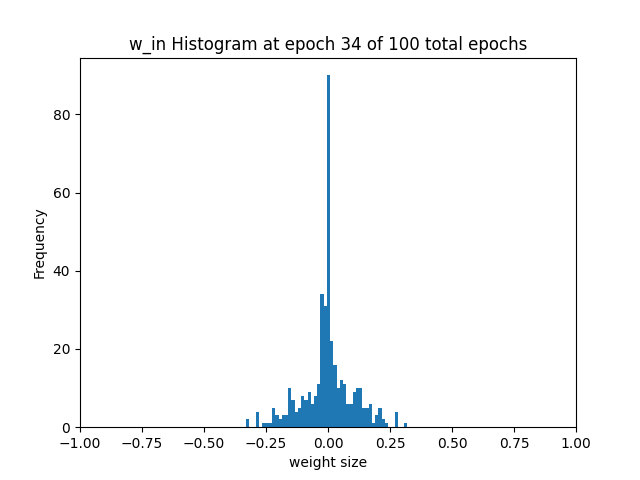 w_in Histogram at epoch 34 of 100 total epochs
Frequency
80
60
40
20
0
−1.00 −0.75 −0.50 −0.25 0.00 0.25 0.50 0.75 1.00
weight size